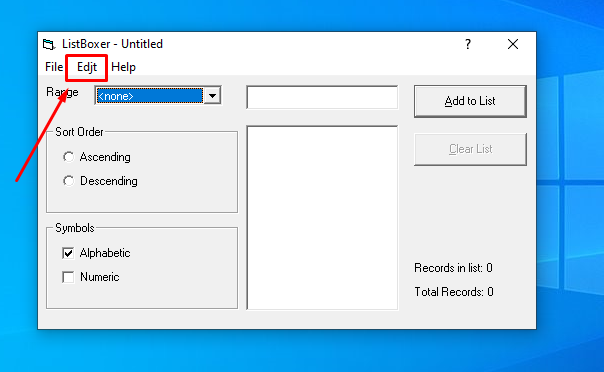 ListBoxer - Untitled ?
File Edjt Help
Range <none> Add to List
Sort Order
Ascending
Descending
Clear List
Symbols
Alphabetic
Numeric
Records in list: 0
Total Records: 0